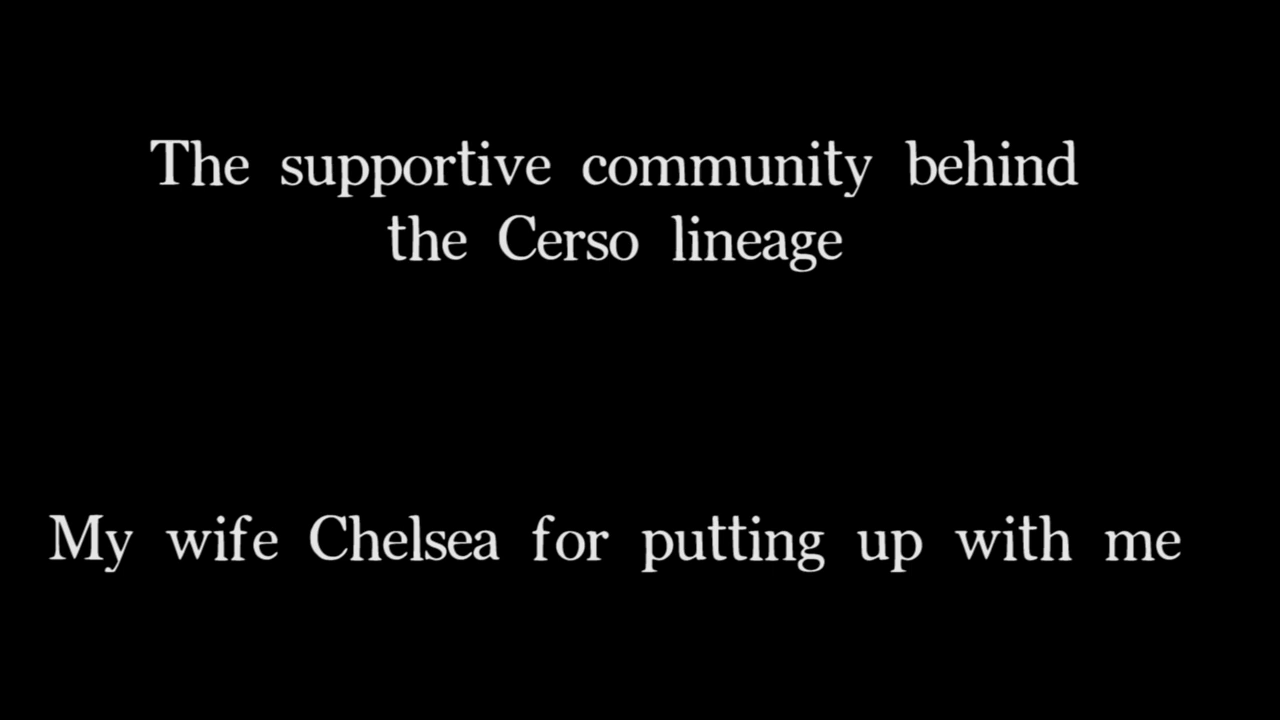 The supportive community behind
the Cerso lineage
My wife Chelsea for putting up with me